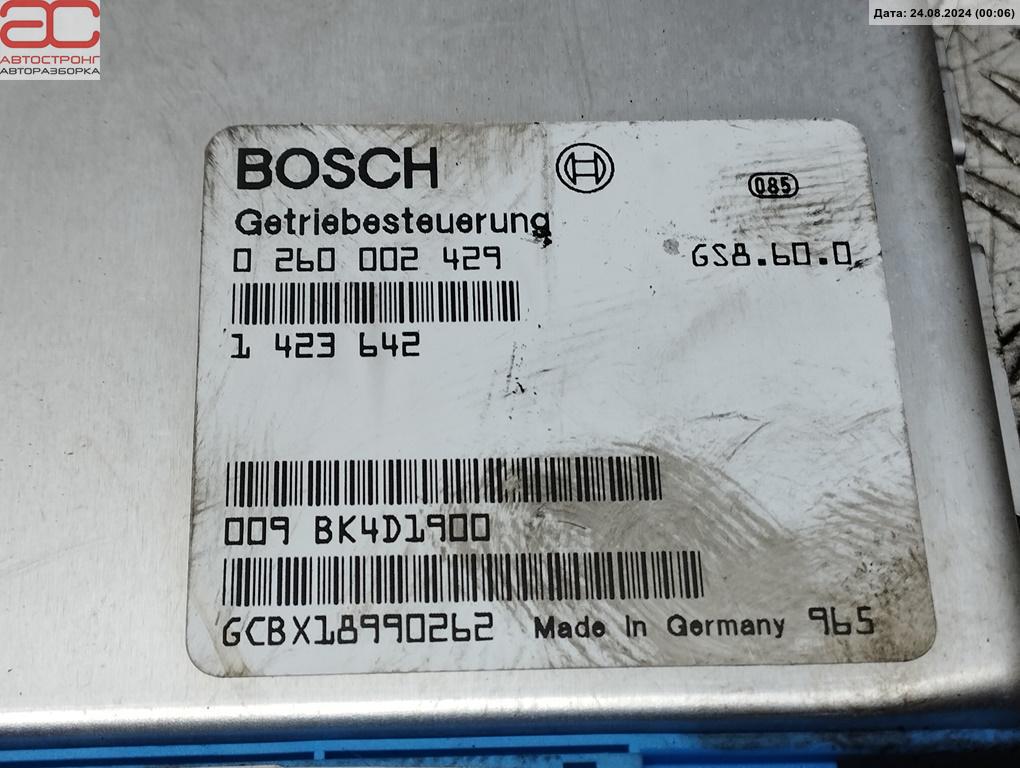 АВТОСТРОНГ
АВТОРАЗБОРКА
Дата: 24.08.2024 (00:06)
BOSCH
085
Getriebesteuerung
0 260 002 429
GS8.60.0
1 423 642
009 BK4D1900
GCBX18990262 Made in Germany 965